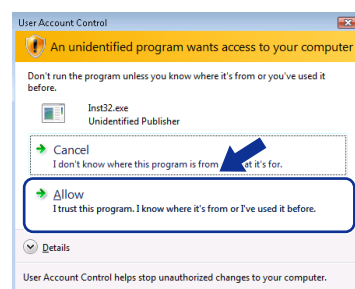 User Account Control
An unidentified program wants access to your computer
Don't run the program unless you know where it's from or you've used it
before.
Inst32.exe
Unidentified Publisher
Cancel
I don't know where this program is from at it's for.
Allow
I trust this program. I know where it's from or I've used it before.
Details
User Account Control helps stop unauthorized changes to your computer.